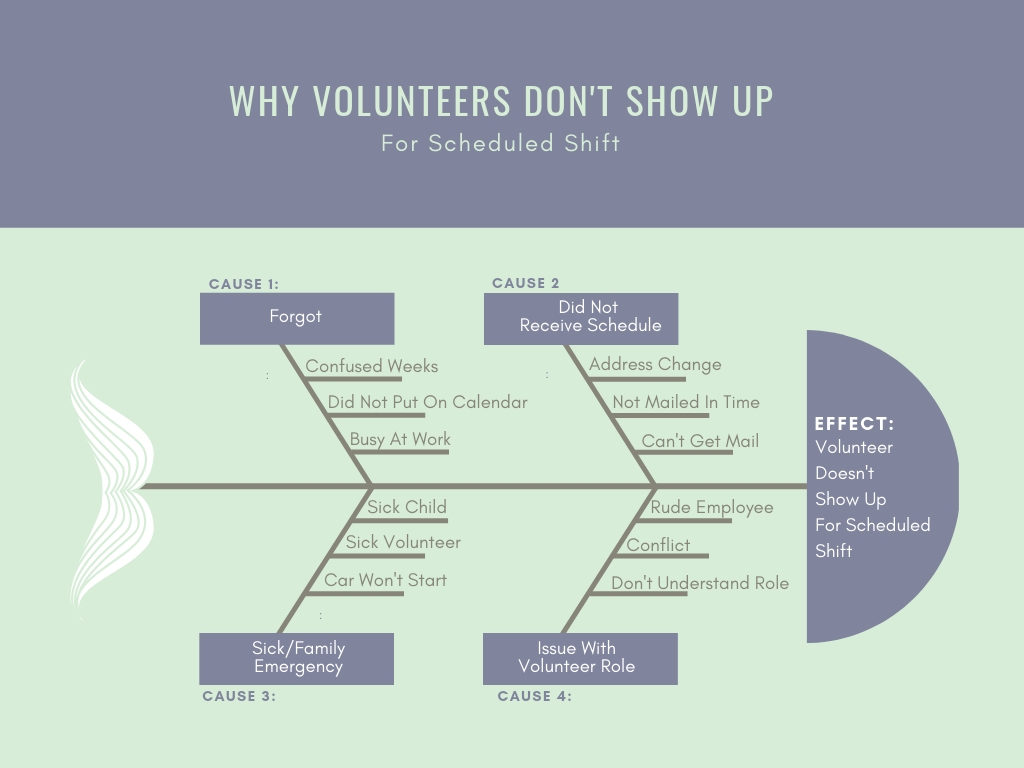 WHY VOLUNTEERS DON'T SHOW UP
For Scheduled Shift
CAUSE 1:
Forgot
:
Confused Weeks
Did Not Put On Calendar
Busy At Work
CAUSE 2
Did Not
Receive Schedule
:
Address Change
Not Mailed In Time
Can't Get Mail
Sick Child
Sick Volunteer
Car Won't Start
:
Sick/Family
Emergency
CAUSE 3:
Rude Employee
Conflict
Don't Understand Role
Issue With
Volunteer Role
CAUSE 4:
EFFECT:
Volunteer
Doesn't
Show Up
For Scheduled
Shift